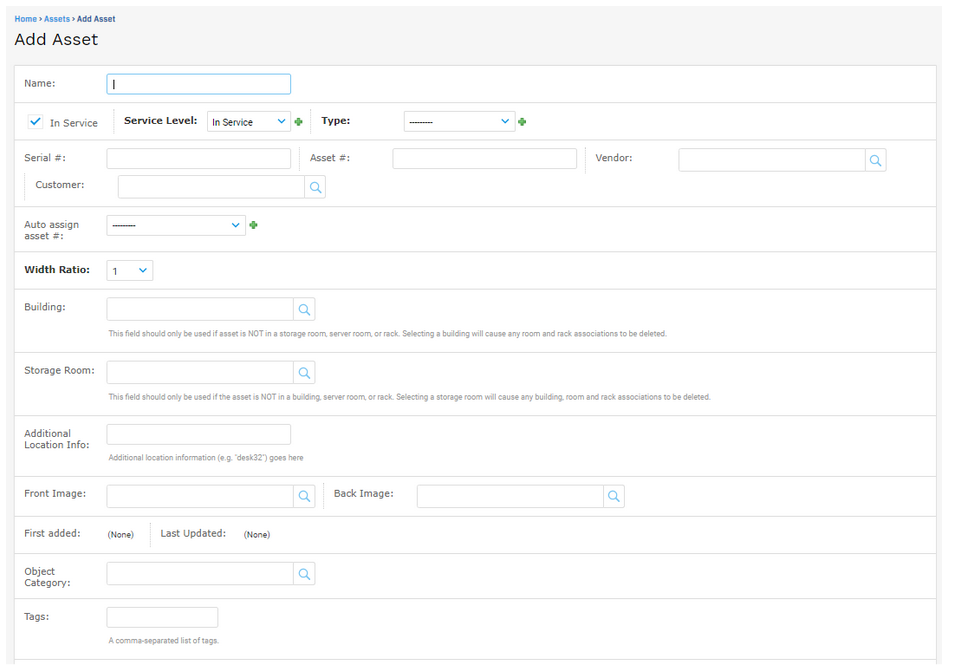 Home › Assets › Add Asset
Add Asset
Name:
In Service Service Level: In Service Type: ---------
Serial #: Asset #: Vendor:
Customer:
Auto assign
asset #: ---------
Width Ratio: 1
Building:
This field should only be used if asset is NOT in a storage room, server room, or rack. Selecting a building will cause any room and rack associations to be deleted.
Storage Room:
This field should only be used if the asset is NOT in a building, server room, or rack. Selecting a storage room will cause any building, room and rack associations to be deleted.
Additional
Location Info:
Additional location information (e.g. "desk32") goes here
Front Image: Back Image:
First added: (None) Last Updated: (None)
Object
Category:
Tags:
A comma-separated list of tags.